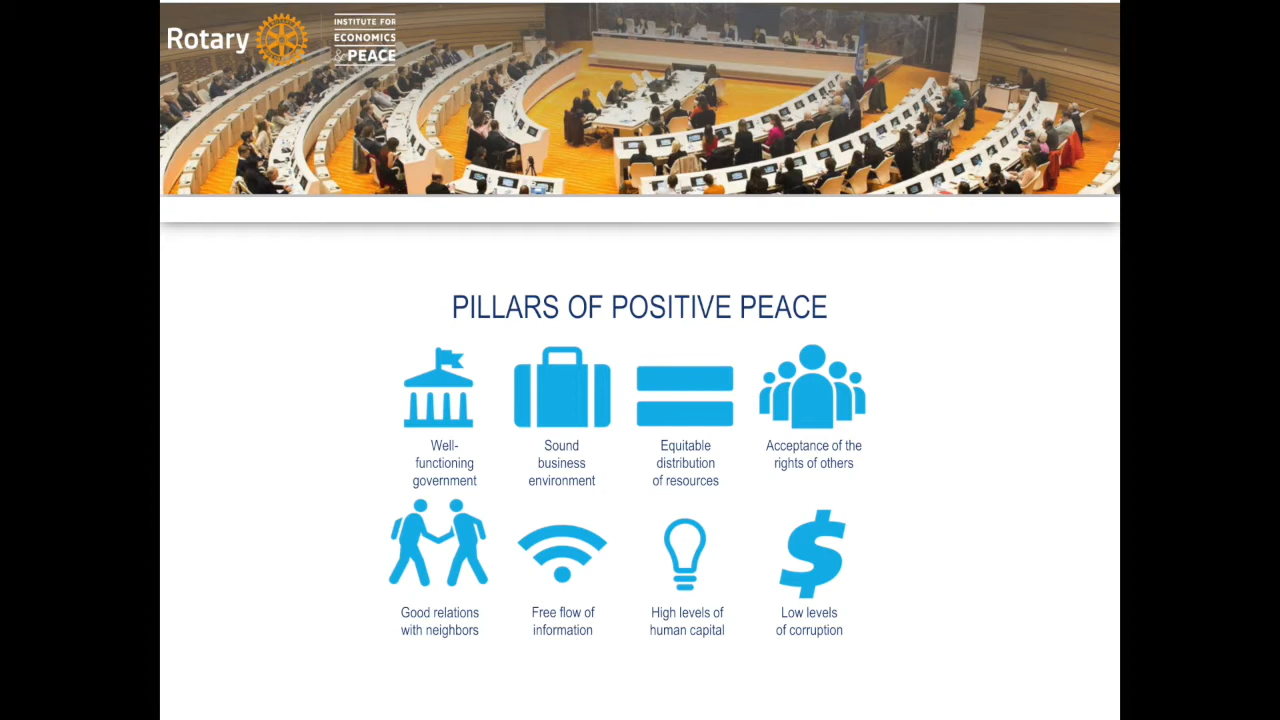 Rotary
INSTITUTE FOR
ECONOMICS
& PEACE
PILLARS OF POSITIVE PEACE
Well-
functioning
government
Sound
business
environment
Equitable
distribution
of resources
Acceptance of the
rights of others
$
Good relations
with neighbors
Free flow of
information
High levels of
human capital
Low levels
of corruption